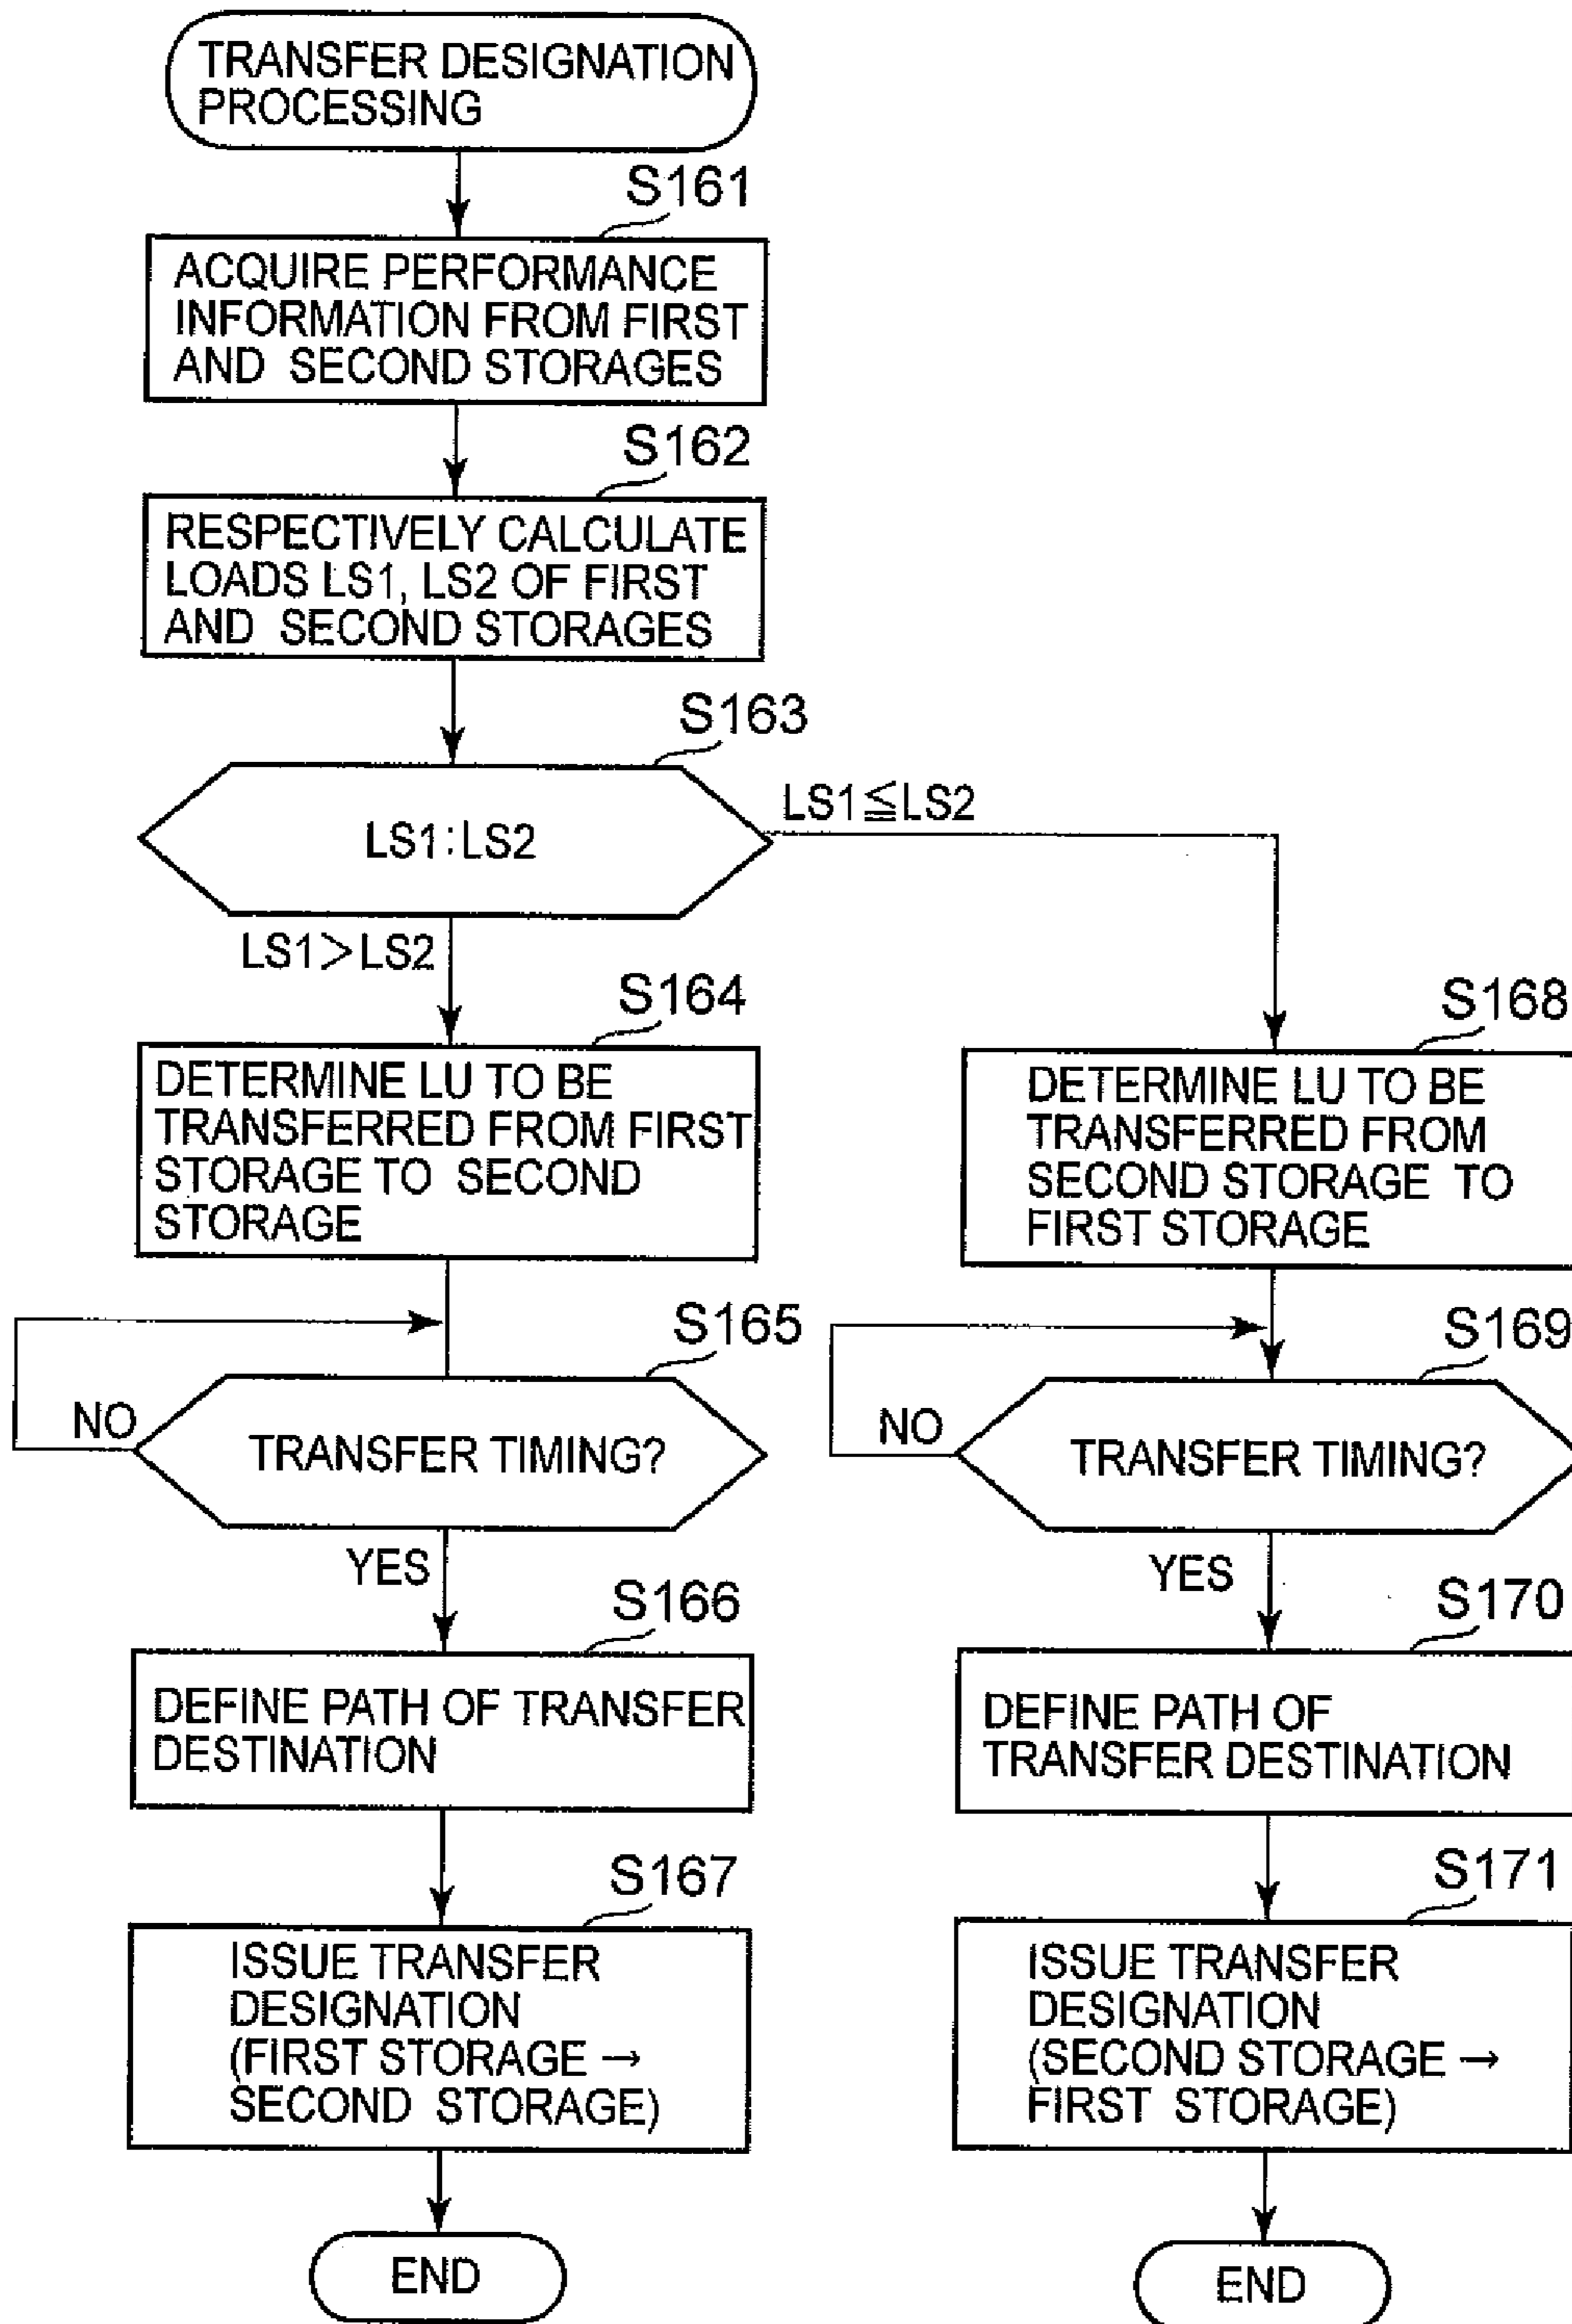 TRANSFER DESIGNATION
PROCESSING
S161
ACQUIRE PERFORMANCE
INFORMATION FROM FIRST
AND SECOND STORAGES
S162
RESPECTIVELY CALCULATE
LOADS LS1, LS2 OF FIRST
AND SECOND STORAGES
S163
LS1:LS2
LS1≦LS2
LS1>LS2
S164
DETERMINE LU TO BE
TRANSFERRED FROM FIRST
STORAGE TO SECOND
STORAGE
S165
NO
TRANSFER TIMING?
YES
S166
DEFINE PATH OF TRANSFER
DESTINATION
S167
ISSUE TRANSFER
DESIGNATION
(FIRST STORAGE →
SECOND STORAGE)
END
S168
DETERMINE LU TO BE
TRANSFERRED FROM
SECOND STORAGE TO
FIRST STORAGE
S169
NO
TRANSFER TIMING?
YES
S170
DEFINE PATH OF
TRANSFER DESTINATION
S171
ISSUE TRANSFER
DESIGNATION
(SECOND STORAGE →
FIRST STORAGE)
END